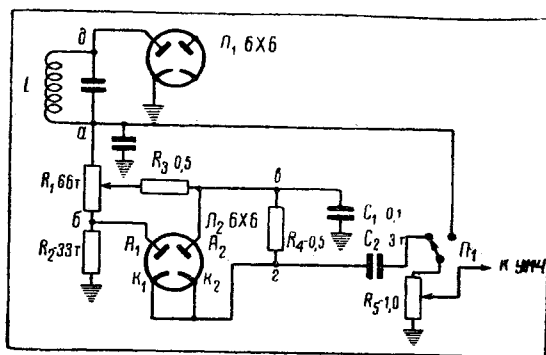 д
Л₁ 6Х6
L
а
R₁ 66т
R₃ 0,5
в
б
Л₂ 6Х6
C₁ 0,1
R₂-33т
А₁
А₂
R₄-0,5
C₂ 3т
П₁
К₁
К₂
г
R₅-1,0
К УНЧ